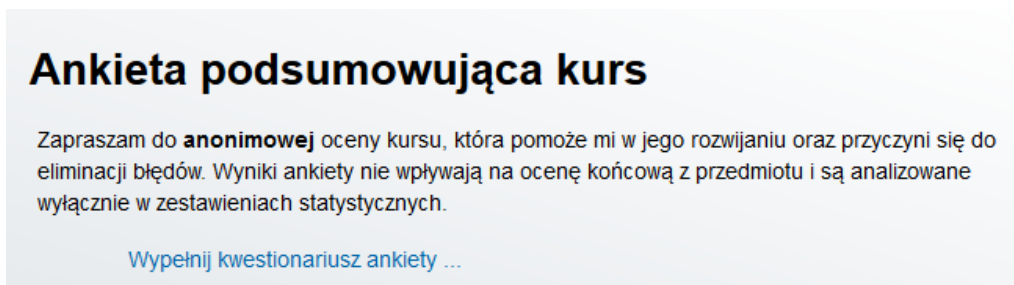 Ankieta podsumowująca kurs
Zapraszam do anonimowej oceny kursu, która pomoże mi w jego rozwijaniu oraz przyczyni się do
eliminacji błędów. Wyniki ankiety nie wpływają na ocenę końcową z przedmiotu i są analizowane
wyłącznie w zestawieniach statystycznych.
Wypełnij kwestionariusz ankiety ...